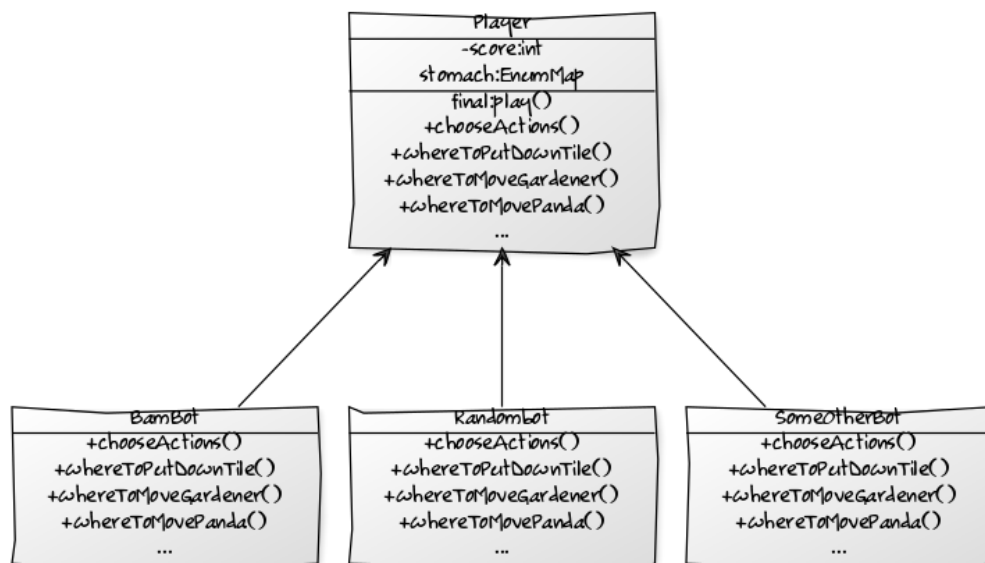 Player
-score:int
stomach:EnumMap
final:play()
+chooseActions()
+whereToPutDownTile()
+whereToMoveGardener()
+whereToMovePanda()
...
BamBot
+chooseActions()
+whereToPutDownTile()
+whereToMoveGardener()
+whereToMovePanda()
...
Randombot
+chooseActions()
+whereToPutDownTile()
+whereToMoveGardener()
+whereToMovePanda()
...
SomeOtherBot
+chooseActions()
+whereToPutDownTile()
+whereToMoveGardener()
+whereToMovePanda()
...